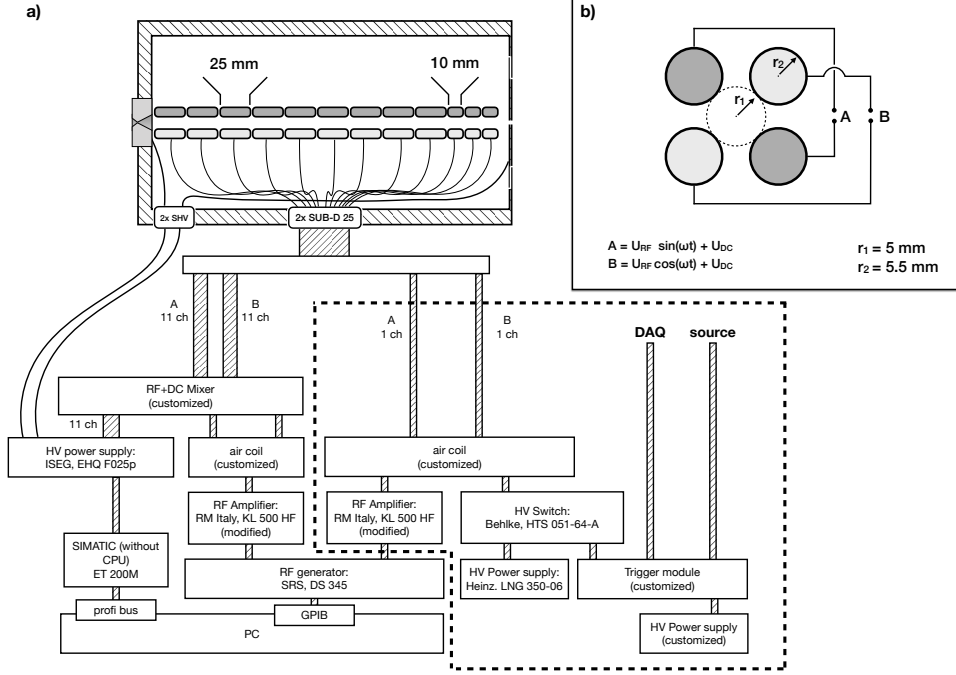 a)
25 mm
10 mm
2x SHV
2x SUB-D 25
A
11 ch
B
11 ch
A
1 ch
B
1 ch
DAQ
source
RF+DC Mixer
(customized)
11 ch
HV power supply:
ISEG, EHQ F025p
air coil
(customized)
air coil
(customized)
RF Amplifier:
RM Italy, KL 500 HF
(modified)
RF Amplifier:
RM Italy, KL 500 HF
(modified)
HV Switch:
Behlke, HTS 051-64-A
SIMATIC (without
CPU)
ET 200M
RF generator:
SRS, DS 345
HV Power supply:
Heinz. LNG 350-06
Trigger module
(customized)
profi bus
GPIB
PC
HV Power supply
(customized)
b)
r2
r1
A
B
A = URF sin(ωt) + UDC
B = URF cos(ωt) + UDC
r1 = 5 mm
r2 = 5.5 mm